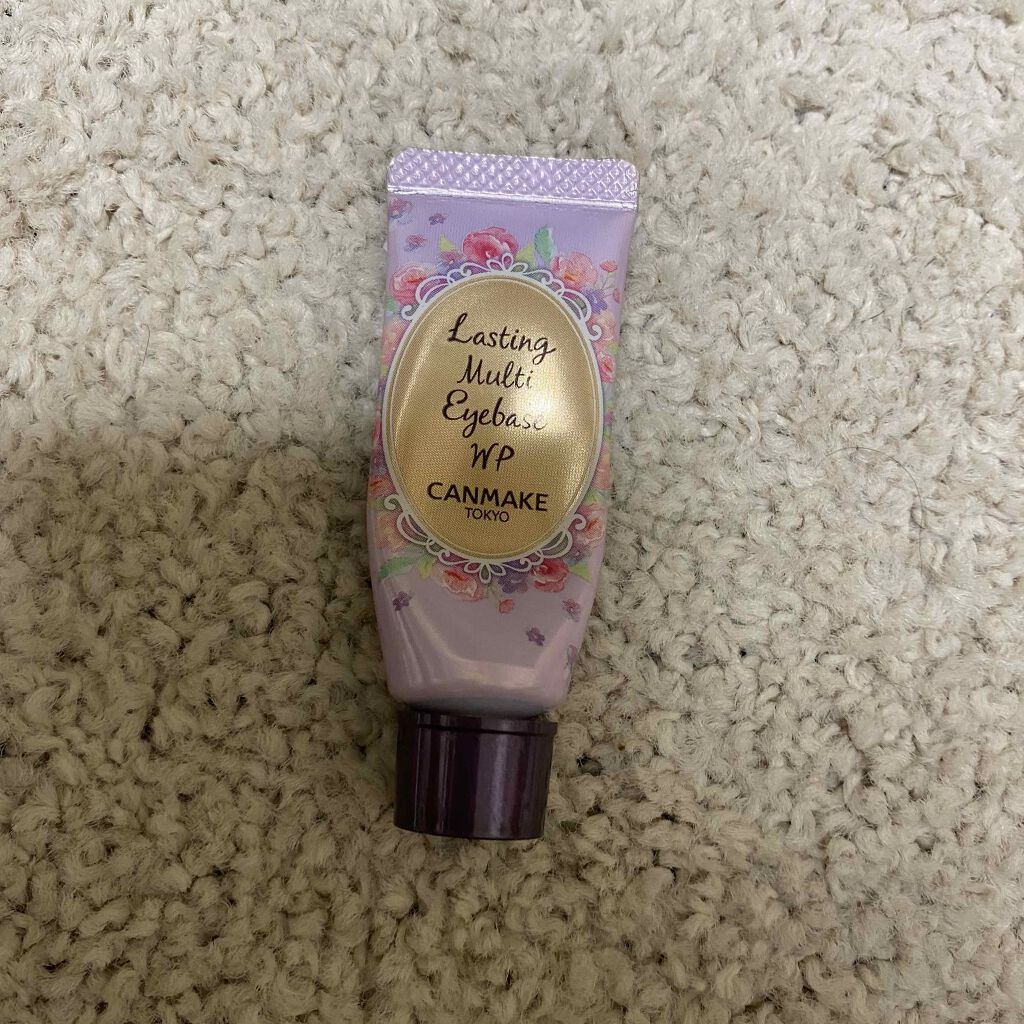 Lasting
Multi
Eyebase
WP
CANMAKE
TOKYO